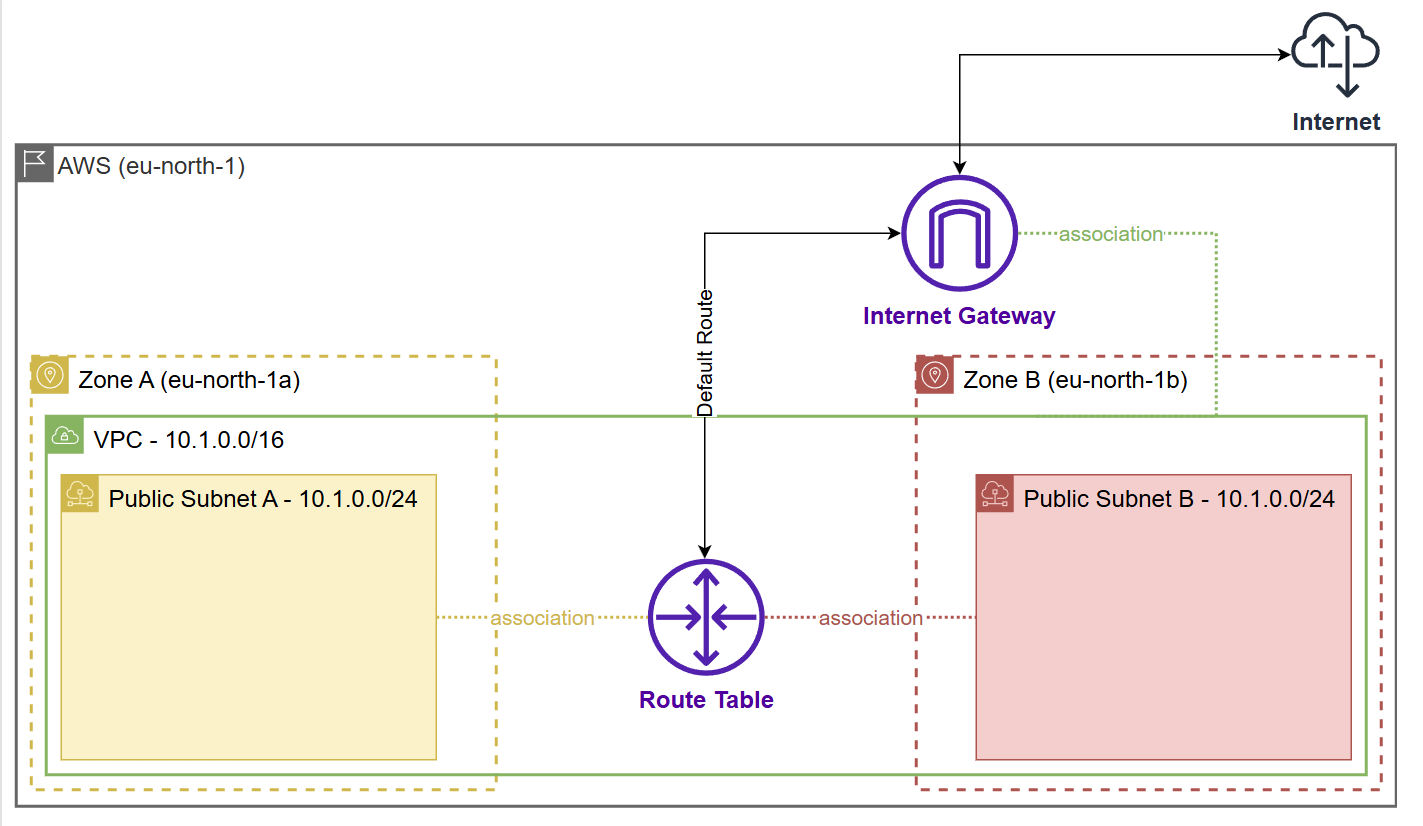 Internet
AWS (eu-north-1)
association
Internet Gateway
Default Route
Zone A (eu-north-1a)
Zone B (eu-north-1b)
VPC - 10.1.0.0/16
Public Subnet A - 10.1.0.0/24
Public Subnet B - 10.1.0.0/24
association
association
Route Table